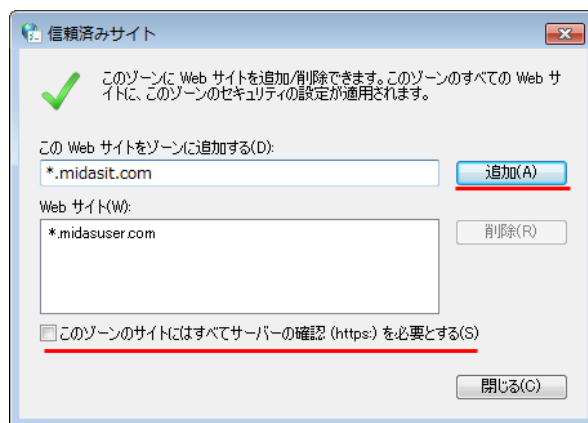 信頼済みサイト
このゾーンに Web サイトを追加/削除できます。このゾーンのすべての Web サ
イトに、このゾーンのセキュリティの設定が適用されます。
この Web サイトをゾーンに追加する(D):
*.midasit.com
追加(A)
Web サイト(W):
*.midasuser.com
削除(R)
このゾーンのサイトにはすべてサーバーの確認 (https:) を必要とする(S)
閉じる(C)